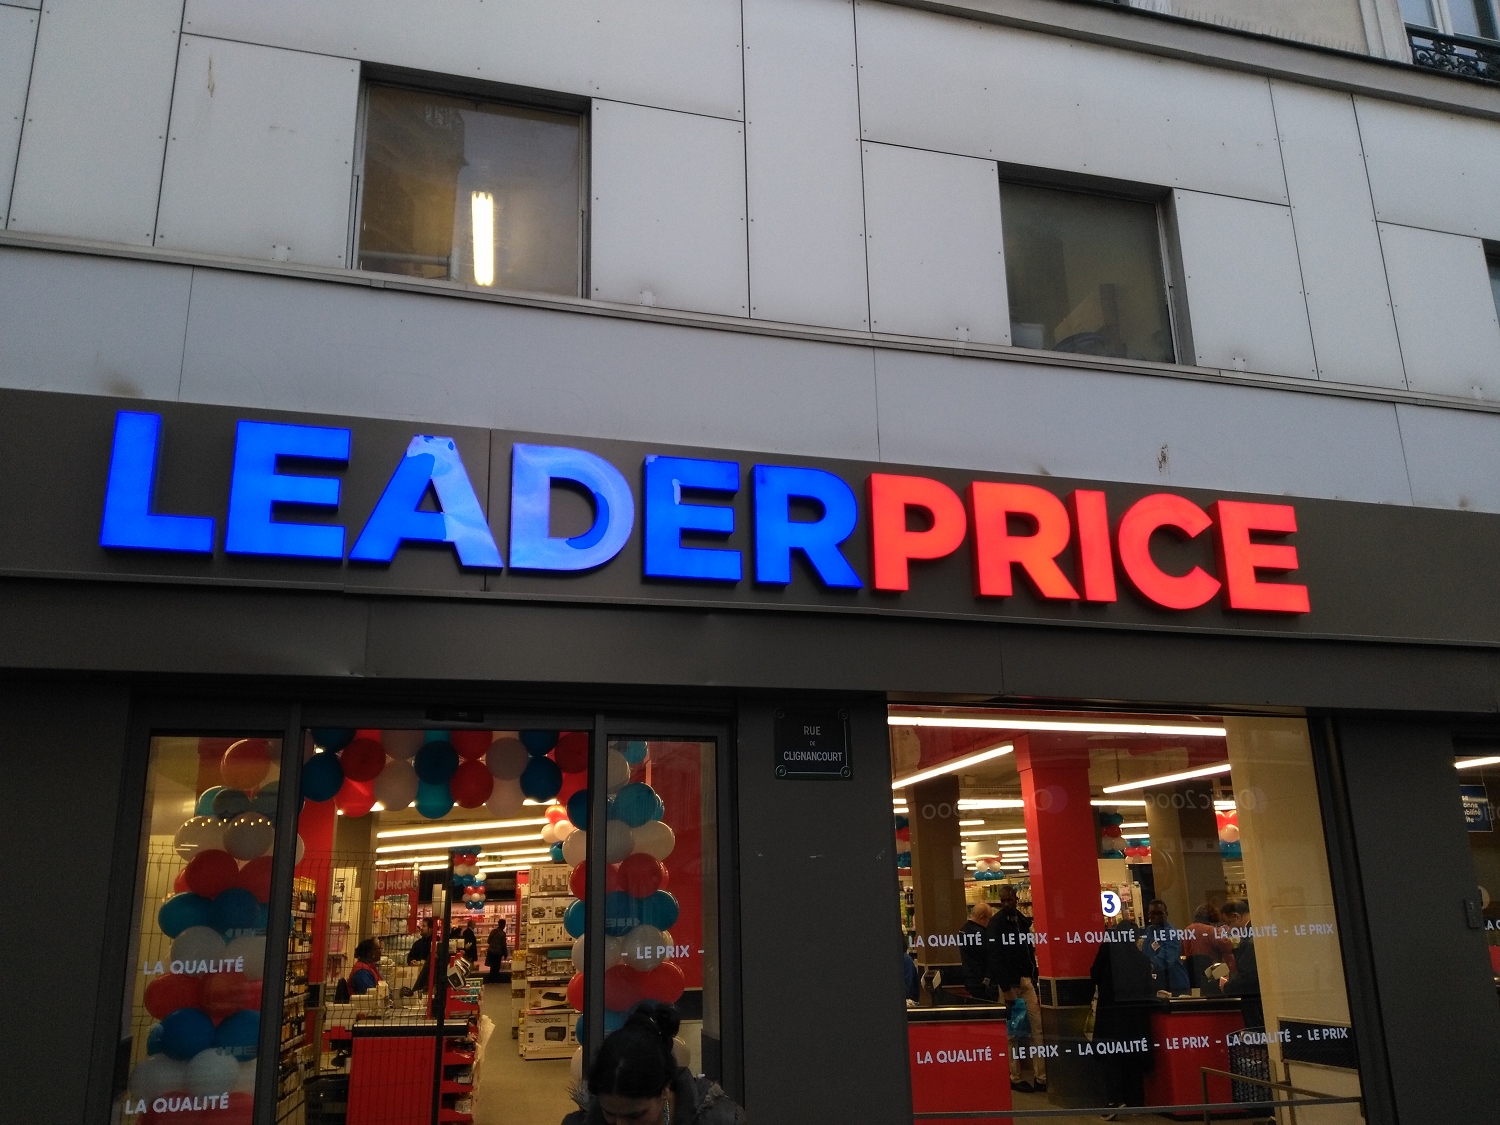 LEADERPRICE
RUE
DE
CLIGNANCOURT
3
LA QUALITÉ
- LE PRIX -
LA QUALITÉ - LE PRIX - LA QUALITÉ - LE PRIX - LA QUALITÉ - LE PRIX
LA QUALITÉ - LE PRIX - LA QUALITÉ - LE PRIX - LA QUALITÉ - LE PRIX
LA QUALITÉ